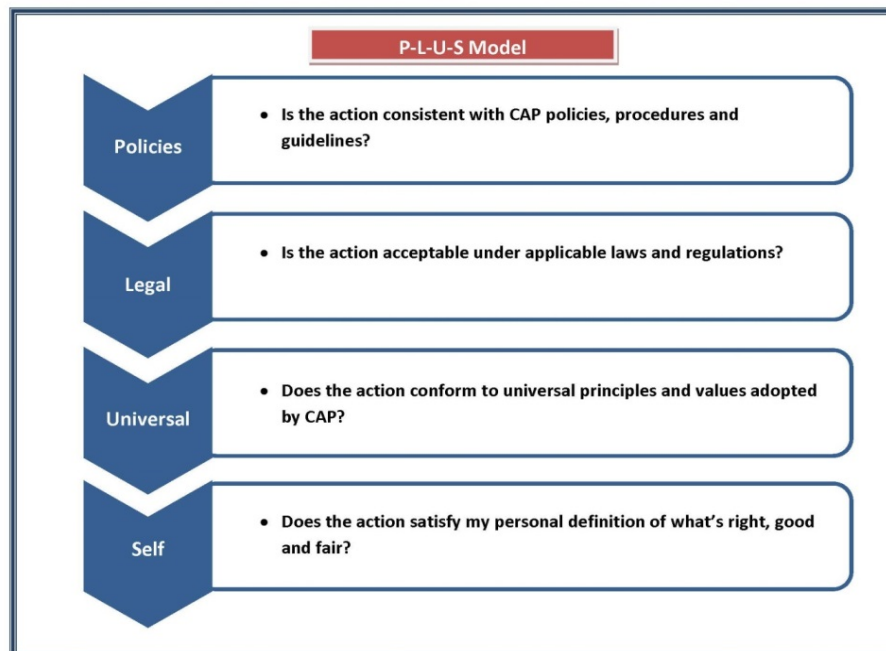 P-L-U-S Model
Policies
• Is the action consistent with CAP policies, procedures and
guidelines?
Legal
• Is the action acceptable under applicable laws and regulations?
Universal
• Does the action conform to universal principles and values adopted
by CAP?
Self
• Does the action satisfy my personal definition of what’s right, good
and fair?